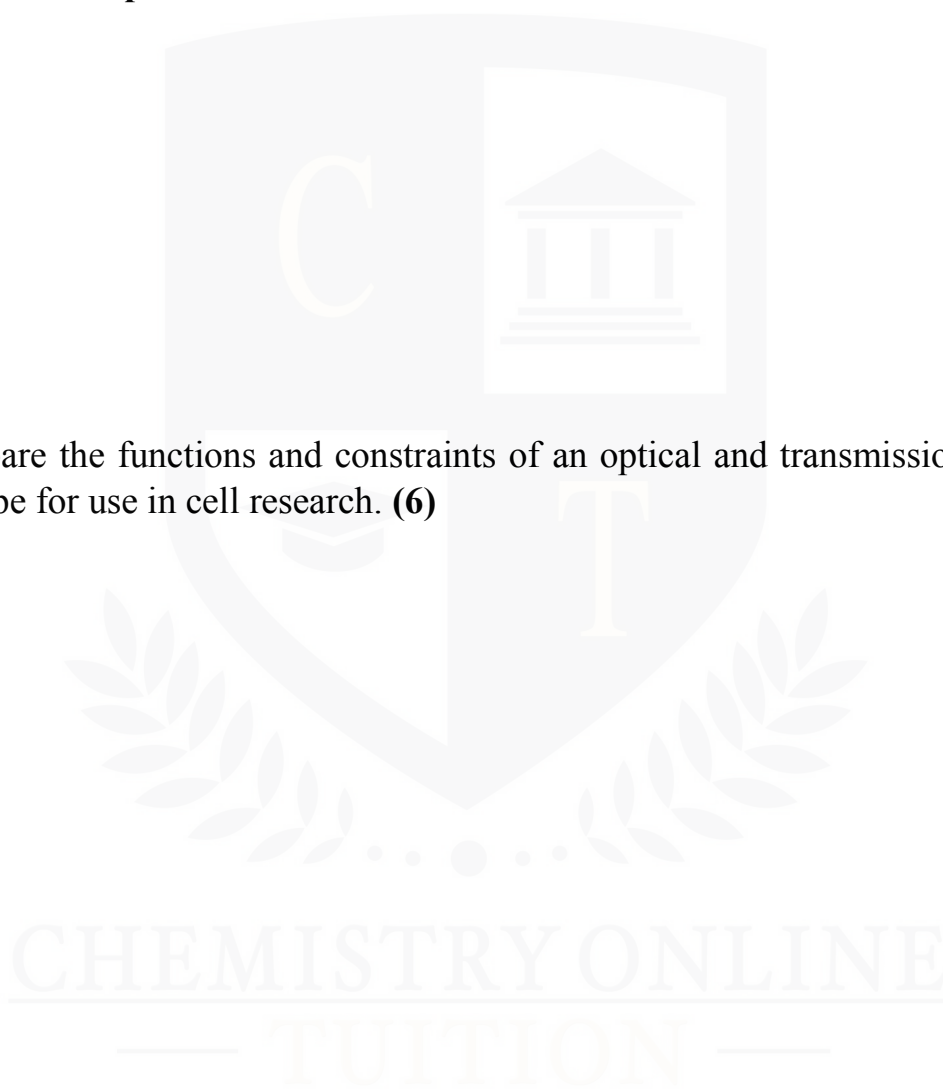 C
are the functions and constraints of an optical and transmissio
T
pe for use in cell research. (6)
CHEMISTRY ONLINE
TUITION